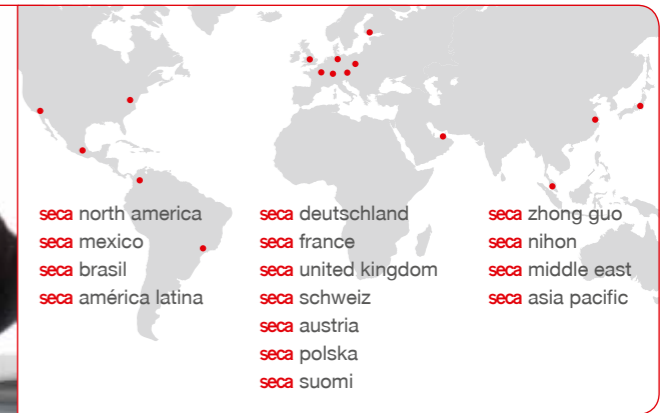 seca north america
seca mexico
seca brasil
seca américa latina
seca deutschland
seca france
seca united kingdom
seca schweiz
seca austria
seca polska
seca suomi
seca zhong guo
seca nihon
seca middle east
seca asia pacific